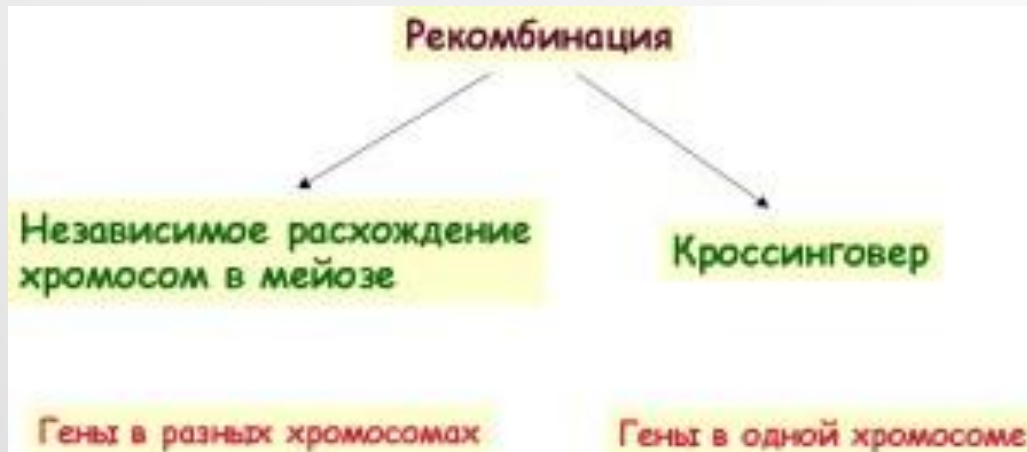 Рекомбинация
Независимое расхождение
хромосом в мейозе
Кроссинговер
Гены в разных хромосомах
Гены в одной хромосоме